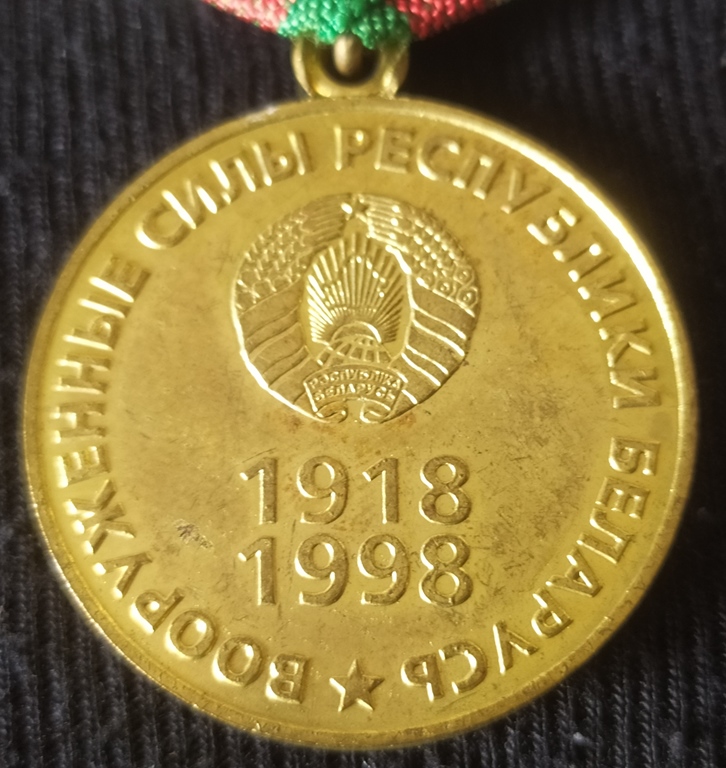 ВООРУЖЕННЫЕ СИЛЫ РЕСПУБЛИКИ БЕЛАРУСЬ
РЭСПУБЛІКА
БЕЛАРУСЬ
1918
1998